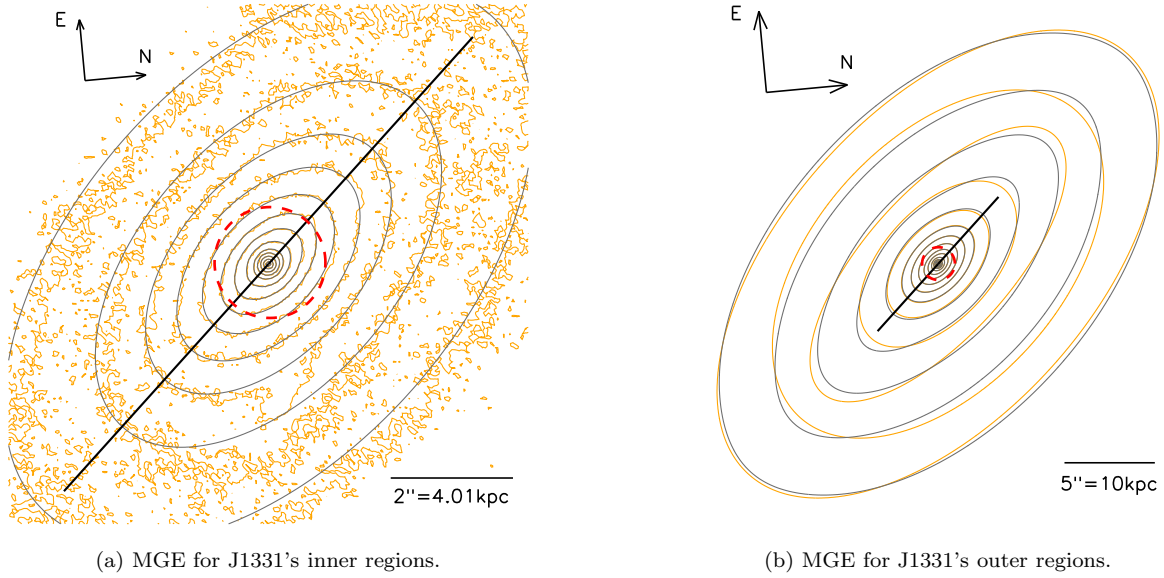 E
N
2"=4.01kpc
(a) MGE for J1331's inner regions.
E
N
5"=10kpc
(b) MGE for J1331's outer regions.